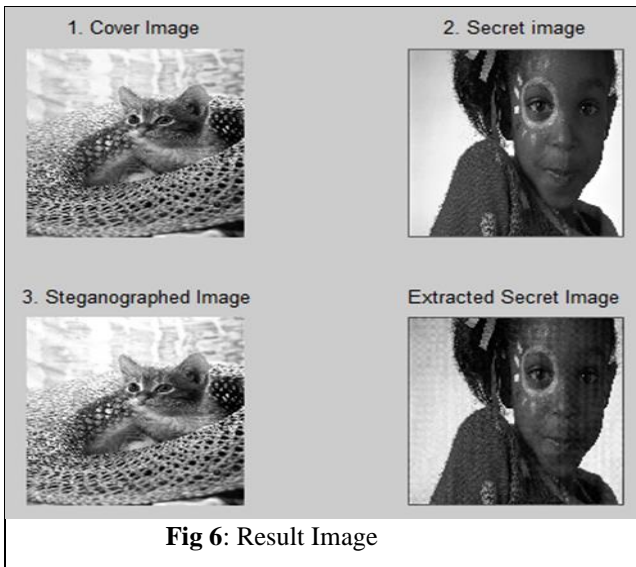 1. Cover Image
2. Secret image
3. Steganographed Image
Extracted Secret Image
Fig 6: Result Image